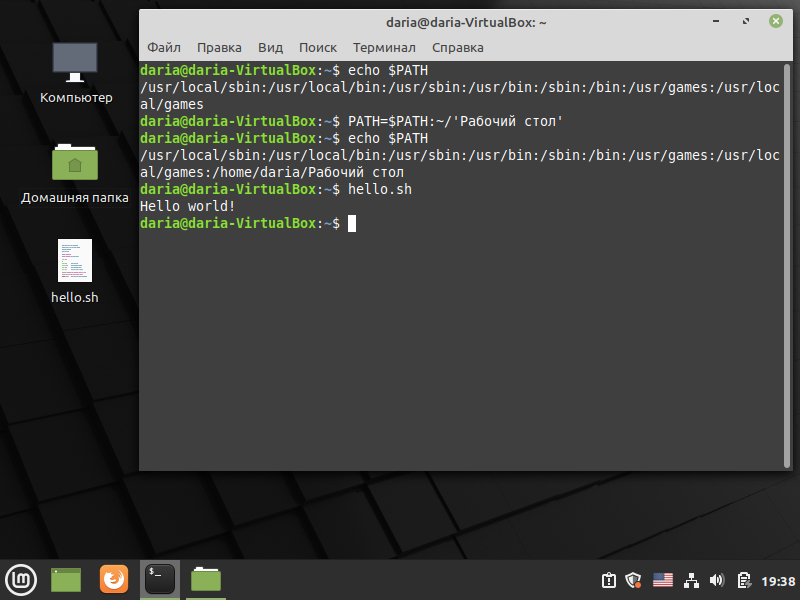 daria@daria-VirtualBox: ~
Файл Правка Вид Поиск Терминал Справка
daria@daria-VirtualBox:~$ echo $PATH
/usr/local/sbin:/usr/local/bin:/usr/sbin:/usr/bin:/sbin:/bin:/usr/games:/usr/loc
al/games
daria@daria-VirtualBox:~$ PATH=$PATH:~/'Рабочий стол'
daria@daria-VirtualBox:~$ echo $PATH
/usr/local/sbin:/usr/local/bin:/usr/sbin:/usr/bin:/sbin:/bin:/usr/games:/usr/loc
al/games:/home/daria/Рабочий стол
daria@daria-VirtualBox:~$ hello.sh
Hello world!
daria@daria-VirtualBox:~$
Компьютер
Домашняя папка
hello.sh
$_
19:38